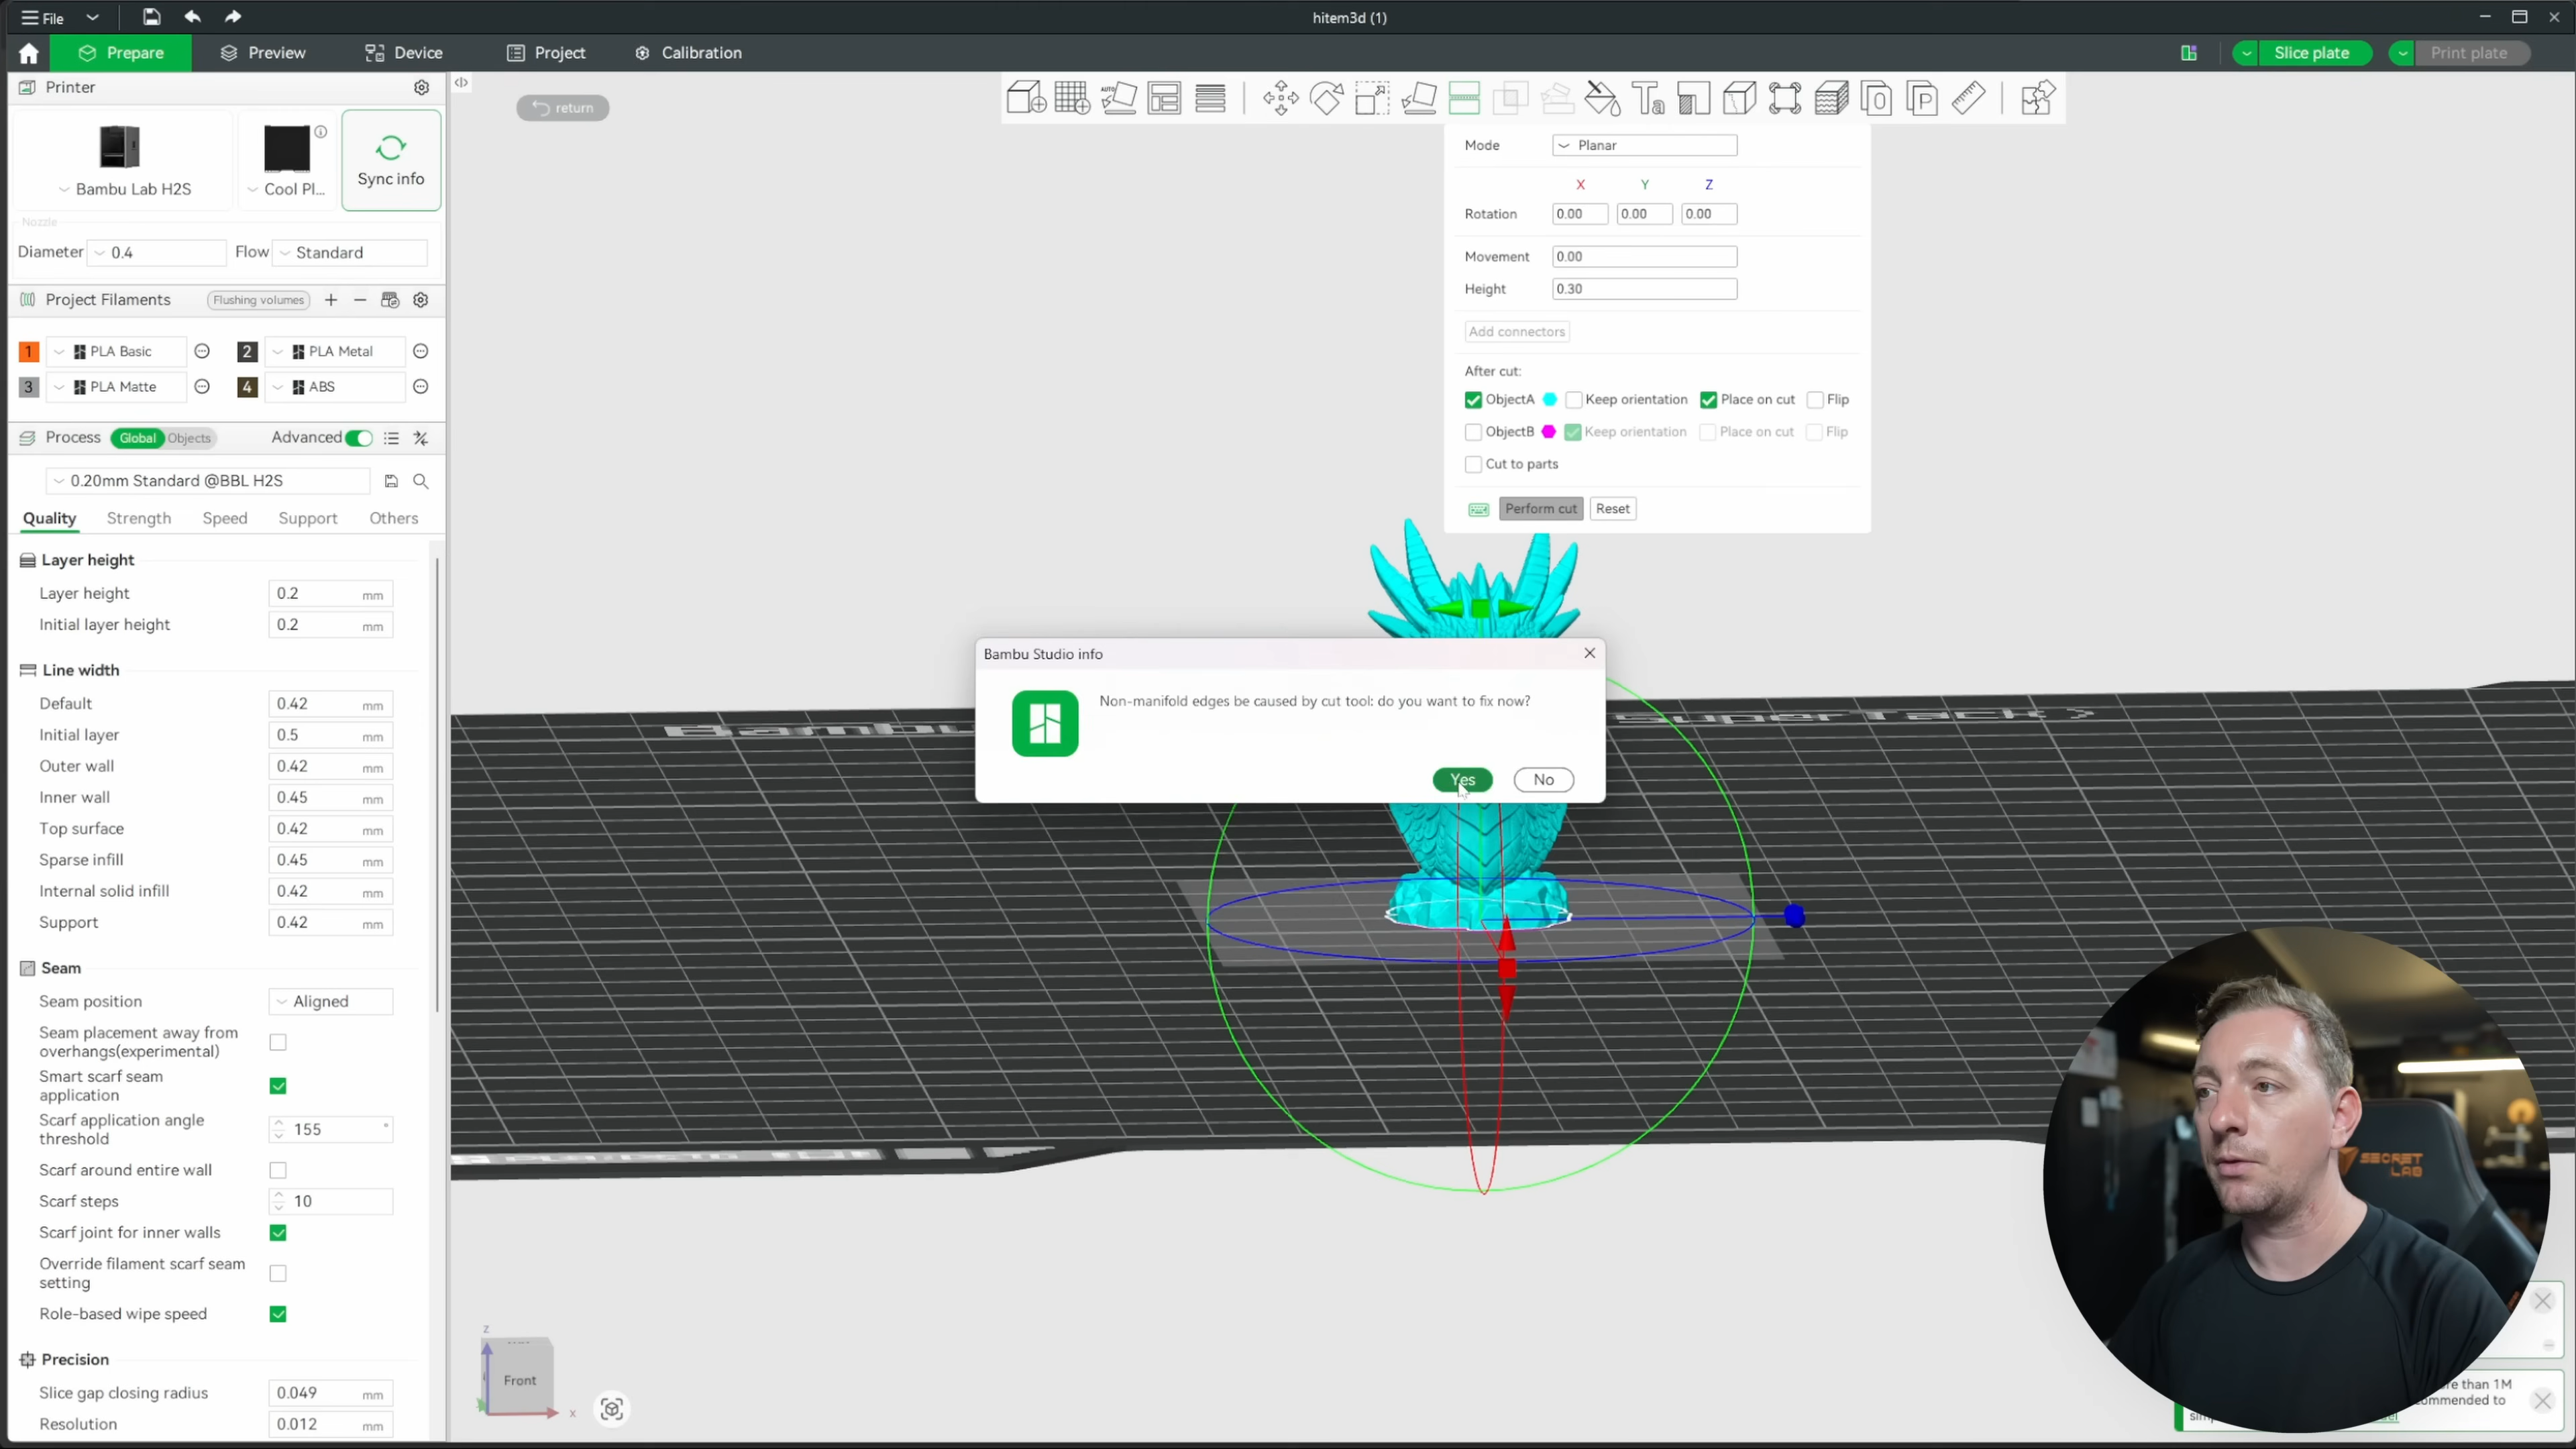 File
hitem3d (1)
Prepare
Preview
Device
Project
Calibration
Slice plate
Print plate
Printer
return
Bambu Lab H2S
Cool Pl...
Sync info
Nozzle
Diameter
0.4
Flow
Standard
Project Filaments
Flushing volumes
1
PLA Basic
2
PLA Metal
3
PLA Matte
4
ABS
Process
Global
Objects
Advanced
0.20mm Standard @BBL H2S
Quality
Strength
Speed
Support
Others
Layer height
Layer height
0.2
mm
Initial layer height
0.2
mm
Line width
Default
0.42
mm
Initial layer
0.5
mm
Outer wall
0.42
mm
Inner wall
0.45
mm
Top surface
0.42
mm
Sparse infill
0.45
mm
Internal solid infill
0.42
mm
Support
0.42
mm
Seam
Seam position
Aligned
Seam placement away from
overhangs(experimental)
Smart scarf seam
application
Scarf application angle
threshold
155
°
Scarf around entire wall
Scarf steps
10
Scarf joint for inner walls
Override filament scarf seam
setting
Role-based wipe speed
Precision
Slice gap closing radius
0.049
mm
Resolution
0.012
mm
AUTO
Mode
Planar
X
Y
Z
Rotation
0.00
0.00
0.00
Movement
0.00
Height
0.30
Add connectors
After cut:
ObjectA
Keep orientation
Place on cut
Flip
ObjectB
Keep orientation
Place on cut
Flip
Cut to parts
Perform cut
Reset
Bambu Studio info
Non-manifold edges be caused by cut tool: do you want to fix now?
Yes
No
Z
Front
X
SECRET
LAB
re than 1M
ommended to